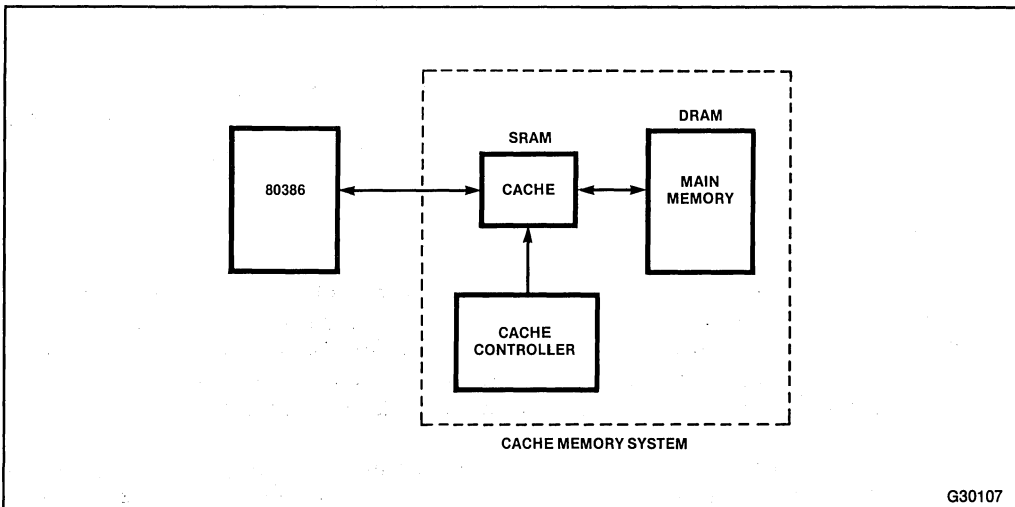 DRAM
SRAM
80386
CACHE
MAIN
MEMORY
CACHE
CONTROLLER
CACHE MEMORY SYSTEM
G30107